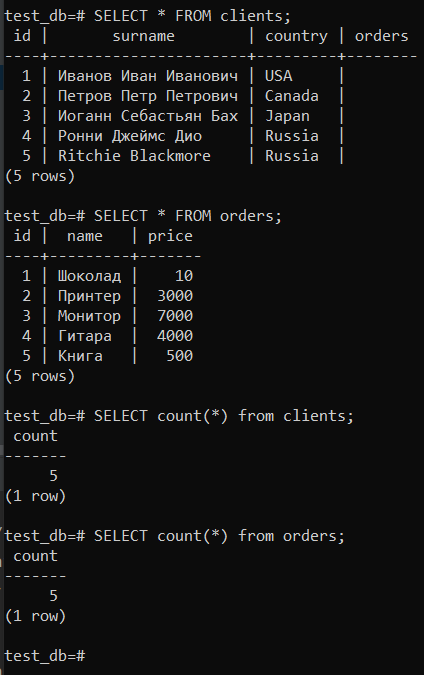 test_db=# SELECT * FROM clients;
 id |       surname        | country | orders
----+----------------------+---------+--------
  1 | Иванов Иван Иванович | USA     |
  2 | Петров Петр Петрович | Canada  |
  3 | Иоганн Себастьян Бах | Japan   |
  4 | Ронни Джеймс Дио     | Russia  |
  5 | Ritchie Blackmore    | Russia  |
(5 rows)

test_db=# SELECT * FROM orders;
 id |  name   | price
----+---------+-------
  1 | Шоколад |    10
  2 | Принтер |  3000
  3 | Монитор |  7000
  4 | Гитара  |  4000
  5 | Книга   |   500
(5 rows)

test_db=# SELECT count(*) from clients;
 count
-------
     5
(1 row)

test_db=# SELECT count(*) from orders;
 count
-------
     5
(1 row)

test_db=#